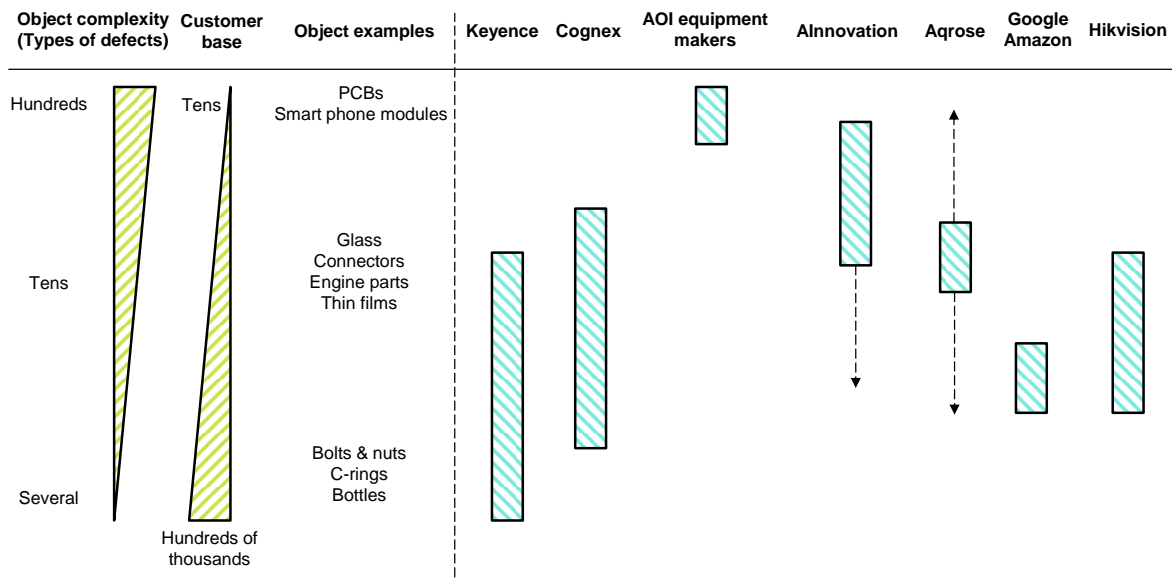 Object complexity
(Types of defects)
Customer
base
Object examples
Keyence
Cognex
AOI equipment
makers
AInnovation
Aqrose
Google
Amazon
Hikvision
Hundreds
Tens
PCBs
Smart phone modules
Tens
Glass
Connectors
Engine parts
Thin films
Several
Bolts & nuts
C-rings
Bottles
Hundreds of
thousands